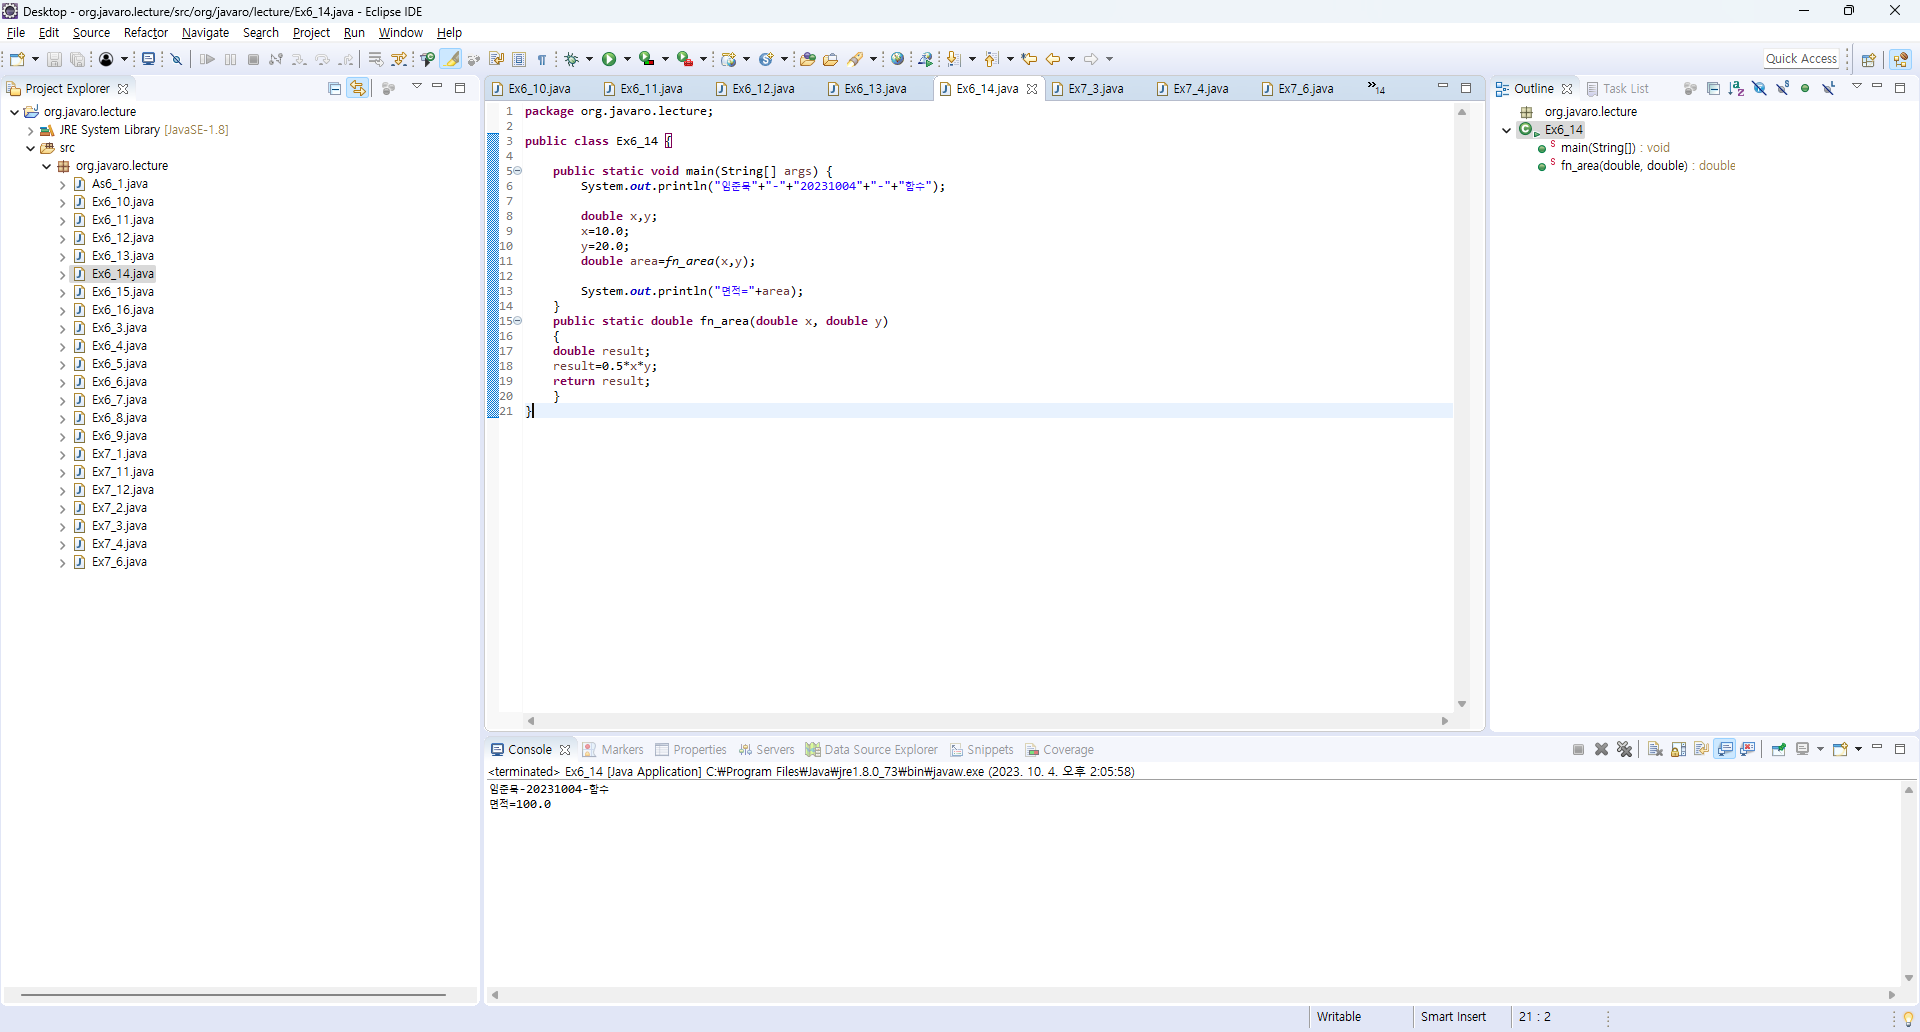 Desktop - org.javaro.lecture/src/org/javaro/lecture/Ex6_14.java - Eclipse IDE
File Edit Source Refactor Navigate Search Project Run Window Help
Quick Access
Project Explorer
org.javaro.lecture
JRE System Library [JavaSE-1.8]
src
org.javaro.lecture
As6_1.java
Ex6_10.java
Ex6_11.java
Ex6_12.java
Ex6_13.java
Ex6_14.java
Ex6_15.java
Ex6_16.java
Ex6_3.java
Ex6_4.java
Ex6_5.java
Ex6_6.java
Ex6_7.java
Ex6_8.java
Ex6_9.java
Ex7_1.java
Ex7_11.java
Ex7_12.java
Ex7_2.java
Ex7_3.java
Ex7_4.java
Ex7_6.java
Ex6_10.java Ex6_11.java Ex6_12.java Ex6_13.java Ex6_14.java Ex7_3.java Ex7_4.java Ex7_6.java »14
1 package org.javaro.lecture;
2
3 public class Ex6_14 {
4
5 public static void main(String[] args) {
6 System.out.println("임준묵"+"-"+"20231004"+"-"+"함수");
7
8 double x,y;
9 x=10.0;
10 y=20.0;
11 double area=fn_area(x,y);
12
13 System.out.println("면적="+area);
14 }
15 public static double fn_area(double x, double y)
16 {
17 double result;
18 result=0.5*x*y;
19 return result;
20 }
21 }
Outline Task List
org.javaro.lecture
Ex6_14
main(String[]) : void
fn_area(double, double) : double
Console Markers Properties Servers Data Source Explorer Snippets Coverage
<terminated> Ex6_14 [Java Application] C:₩Program Files₩Java₩jre1.8.0_73₩bin₩javaw.exe (2023. 10. 4. 오후 2:05:58)
임준묵-20231004-함수
면적=100.0
Writable Smart Insert 21 : 2